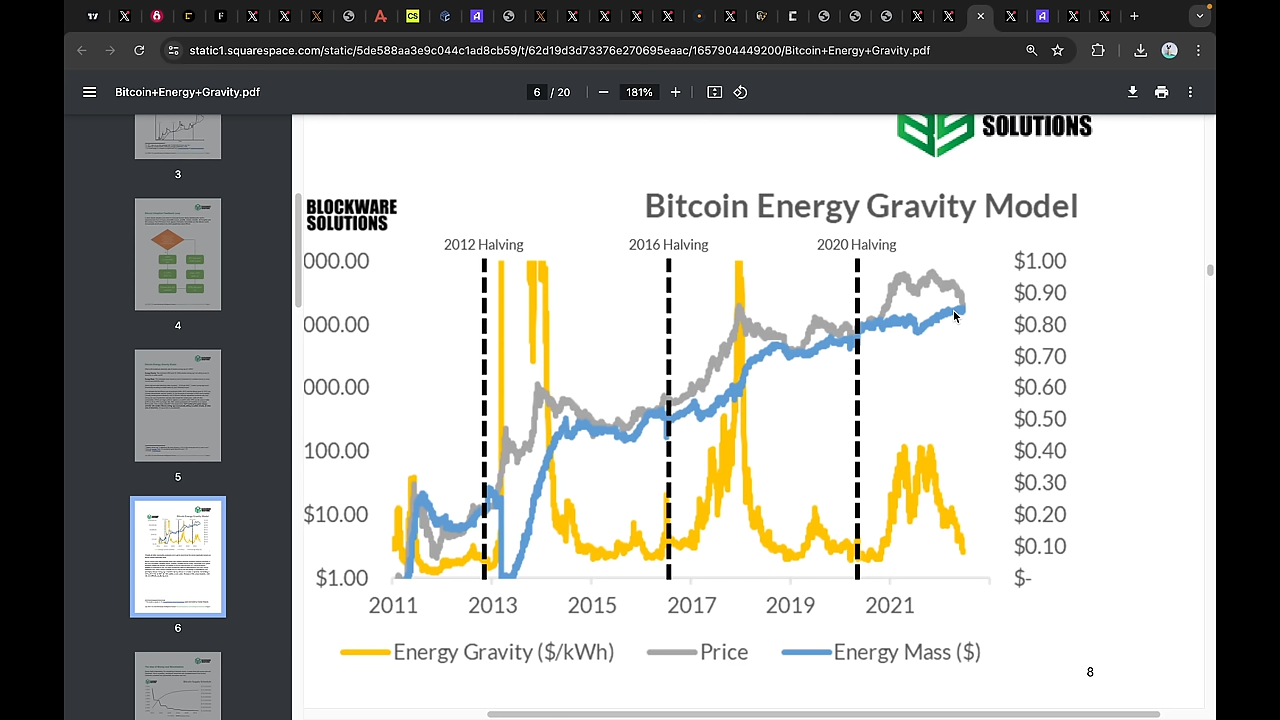 static1.squarespace.com/static/5de588aa3e9c044c1ad8cb59/t/62d19d3d73376e270695eaac/1657904449200/Bitcoin+Energy+Gravity.pdf
Bitcoin+Energy+Gravity.pdf
6 / 20
181%
SOLUTIONS
BLOCKWARE
SOLUTIONS
Bitcoin Energy Gravity Model
2012 Halving
2016 Halving
2020 Halving
000.00
000.00
000.00
100.00
$10.00
$1.00
$1.00
$0.90
$0.80
$0.70
$0.60
$0.50
$0.40
$0.30
$0.20
$0.10
$-
2011
2013
2015
2017
2019
2021
Energy Gravity ($/kWh)
Price
Energy Mass ($)
8
3
4
5
6